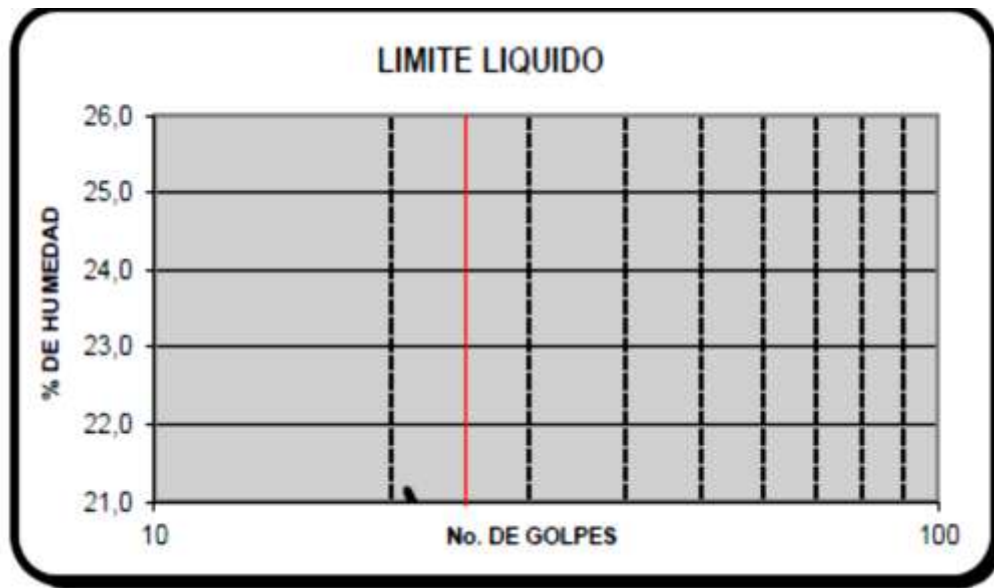 LIMITE LIQUIDO
26,0
25,0
24,0
23,0
22,0
21,0
% DE HUMEDAD
10
No. DE GOLPES
100